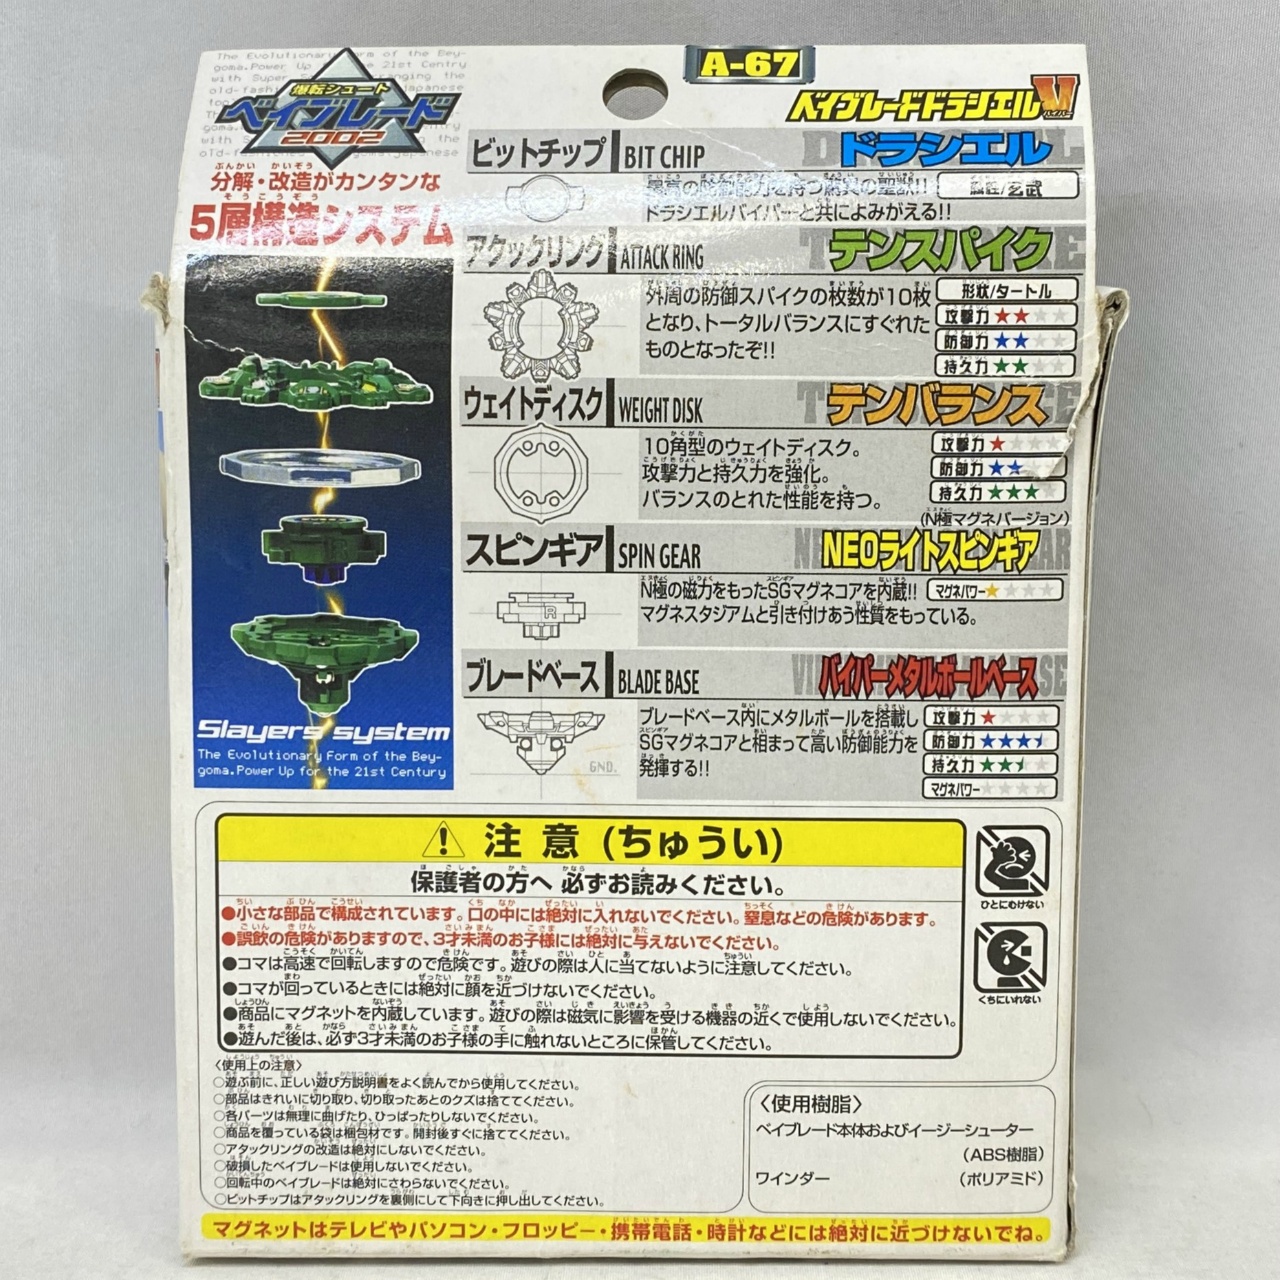 A-67
爆転シュート
ベイブレード
2002
ベイブレードドラシエルV
バイパー
分解・改造がカンタンな
5層構造システム
Slayers system
The Evolutionary Form of the Bey-
goma.Power Up for the 21st Century
ビットチップ BIT CHIP ドラシエル
最高の防御能力を持つ
の聖獣!!
ドラシエルバイパーと共によみがえる!!
属性/玄武
アタックリング ATTACK RING テンスパイク
外周の防御スパイクの枚数が10枚
となり、トータルバランスにすぐれた
ものとなったぞ!!
形状/タートル
攻撃力★★★★
防御力★★★★
持久力★★★★
ウェイトディスク WEIGHT DISK テンバランス
10角型のウェイトディスク。
攻撃力と持久力を強化。
バランスのとれた性能を持つ。
攻撃力★★★★
防御力★★★
持久力★★★★
(N極マグネバージョン)
スピンギア SPIN GEAR NEOライトスピンギア
N極の磁力をもったSGマグネコアを内蔵!!
マグネスタジアムと引き付けあう性質をもっている。
マグネパワー★★★★
R
ブレードベース BLADE BASE バイパーメタルボールベース
ブレードベース内にメタルボールを搭載し
SGマグネコアと相まって高い防御能力を
発揮する!!
GND.
攻撃力★★★★
防御力★★★★
持久力★★★★
マグネパワー★★★★
注意(ちゅうい)
保護者の方へ 必ずお読みください。
●小さな部品で構成されています。口の中には絶対に入れないでください。窒息などの危険があります。
●誤飲の危険がありますので、3才未満のお子様には絶対に与えないでください。
●コマは高速で回転しますので危険です。遊びの際は人に当てないように注意してください。
●コマが回っているときには絶対に顔を近づけないでください。
●商品にマグネットを内蔵しています。遊びの際は磁気に影響を受ける機器の近くで使用しないでください。
●遊んだ後は、必ず3才未満のお子様の手に触れないところに保管してください。
ひとにむけない
くちにいれない
〈使用上の注意〉
○遊ぶ前に、正しい遊び方説明書をよく読んでから使用してください。
○部品はきれいに切り取り、切り取ったあとのクズは捨ててください。
○各パーツは無理に曲げたり、ひっぱったりしないでください。
○商品を覆っている袋は梱包材です。開封後すぐに捨ててください。
○アタックリングの改造は絶対にしないでください。
○破損したベイブレードは使用しないでください。
○回転中のベイブレードは絶対にさわらないでください。
○ビットチップはアタックリングを裏側にして下向きに押し出してください。
〈使用樹脂〉
ベイブレード本体およびイージーシューター
(ABS樹脂)
ワインダー (ポリアミド)
マグネットはテレビやパソコン・フロッピー・携帯電話・時計などには絶対に近づけないでね。